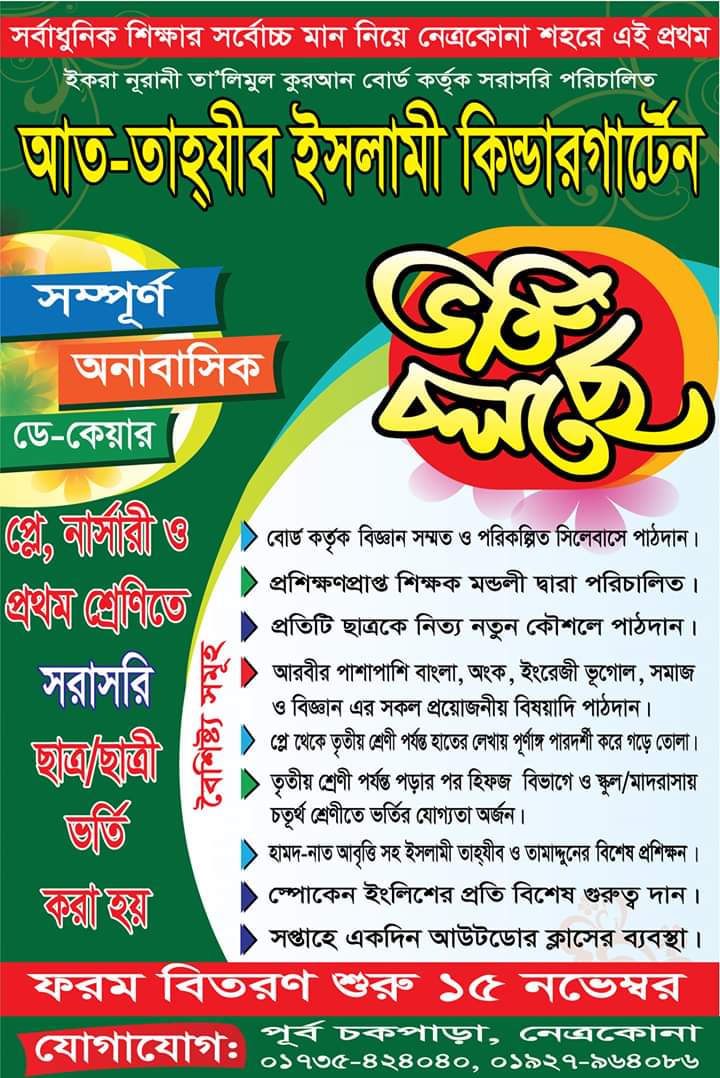 সর্বাধুনিক শিক্ষার সর্বোচ্চ মান নিয়ে নেত্রকোনা শহরে এই প্রথম
ইকরা নূরানী তা'লিমুল কুরআন বোর্ড কর্তৃক সরাসরি পরিচালিত
আত-তাহ্‌যীব ইসলামী কিন্ডারগার্টেন
সম্পূর্ণ
অনাবাসিক
ডে-কেয়ার
ভর্তি
চলছে
প্লে, নার্সারী ও
প্রথম শ্রেণিতে
সরাসরি
ছাত্র/ছাত্রী
ভর্তি
করা হয়
বৈশিষ্ট্য সমূহ
বোর্ড কর্তৃক বিজ্ঞান সম্মত ও পরিকল্পিত সিলেবাসে পাঠদান।
প্রশিক্ষণপ্রাপ্ত শিক্ষক মন্ডলী দ্বারা পরিচালিত।
প্রতিটি ছাত্রকে নিত্য নতুন কৌশলে পাঠদান।
আরবীর পাশাপাশি বাংলা, অংক, ইংরেজী ভূগোল, সমাজ
ও বিজ্ঞান এর সকল প্রয়োজনীয় বিষয়াদি পাঠদান।
প্লে থেকে তৃতীয় শ্রেণী পর্যন্ত হাতের লেখায় পূর্ণাঙ্গ পারদর্শী করে গড়ে তোলা।
তৃতীয় শ্রেণী পর্যন্ত পড়ার পর হিফজ বিভাগে ও স্কুল/মাদরাসায়
চতুর্থ শ্রেণীতে ভর্তির যোগ্যতা অর্জন।
হামদ-নাত আবৃত্তি সহ ইসলামী তাহ্‌যীব ও তামাদ্দুনের বিশেষ প্রশিক্ষন।
স্পোকেন ইংলিশের প্রতি বিশেষ গুরুত্ব দান।
সপ্তাহে একদিন আউটডোর ক্লাসের ব্যবস্থা।
ফরম বিতরণ শুরু ১৫ নভেম্বর
যোগাযোগ:
পূর্ব চকপাড়া, নেত্রকোনা
০১৭৩৫-৪২৪০৪০, ০১৯২৭-৯৬৪০৮৬